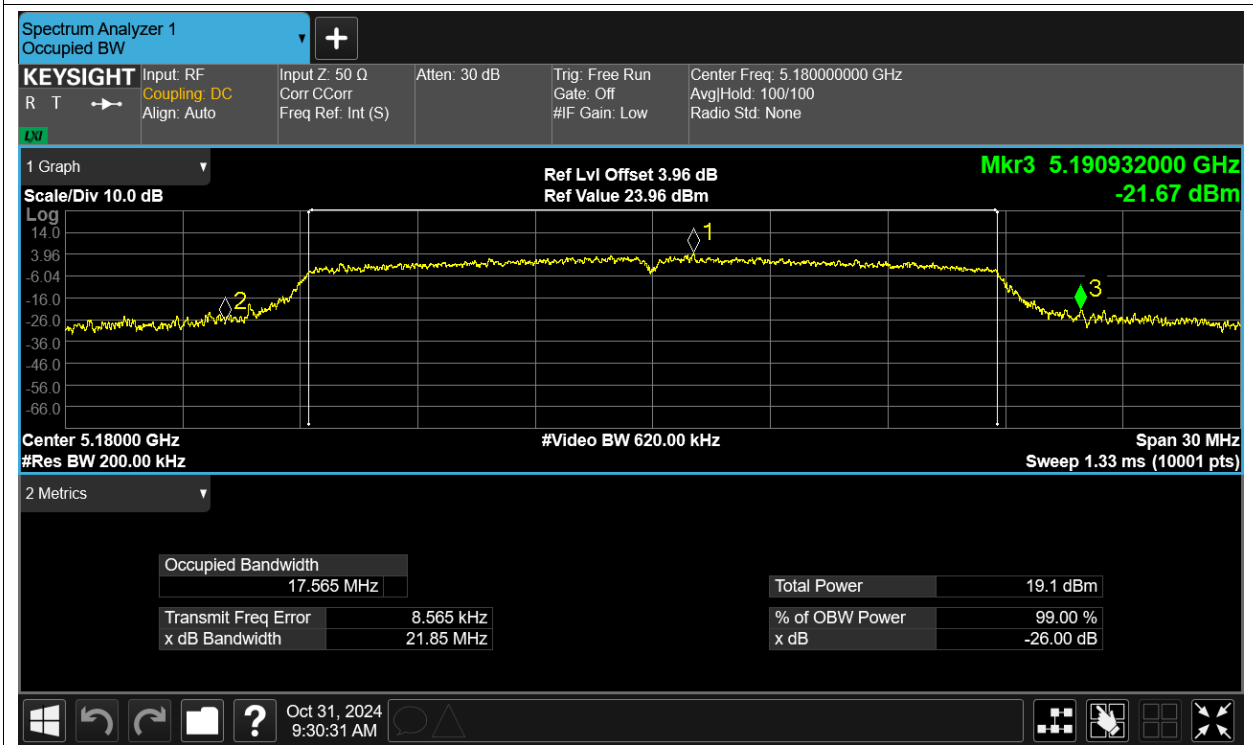 Spectrum Analyzer 1
Occupied BW
KEYSIGHT
R T
LXI
Input: RF
Coupling: DC
Align: Auto
Input Z: 50 Ω
Corr CCorr
Freq Ref: Int (S)
Atten: 30 dB
Trig: Free Run
Gate: Off
#IF Gain: Low
Center Freq: 5.180000000 GHz
Avg|Hold: 100/100
Radio Std: None
1 Graph
Scale/Div 10.0 dB
Ref Lvl Offset 3.96 dB
Ref Value 23.96 dBm
Mkr3 5.190932000 GHz
-21.67 dBm
Log
14.0
3.96
-6.04
-16.0
-26.0
-36.0
-46.0
-56.0
-66.0
1
2
3
Center 5.18000 GHz
#Res BW 200.00 kHz
#Video BW 620.00 kHz
Span 30 MHz
Sweep 1.33 ms (10001 pts)
2 Metrics
Occupied Bandwidth
17.565 MHz
Transmit Freq Error 8.565 kHz
x dB Bandwidth 21.85 MHz
Total Power 19.1 dBm
% of OBW Power 99.00 %
x dB -26.00 dB
?
Oct 31, 2024
9:30:31 AM